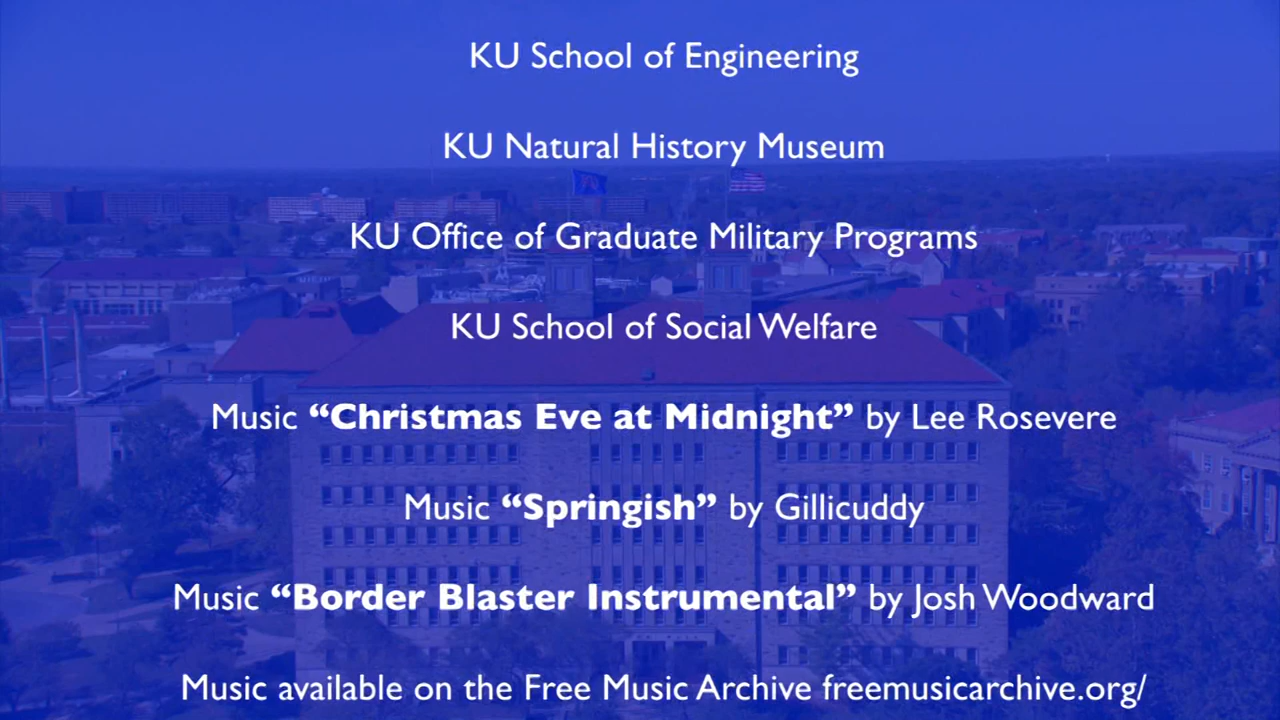 KU School of Engineering
KU Natural History Museum
KU Office of Graduate Military Programs
KU School of Social Welfare
Music “Christmas Eve at Midnight” by Lee Rosevere
Music “Springish” by Gillicuddy
Music “Border Blaster Instrumental” by Josh Woodward
Music available on the Free Music Archive freemusicarchive.org/